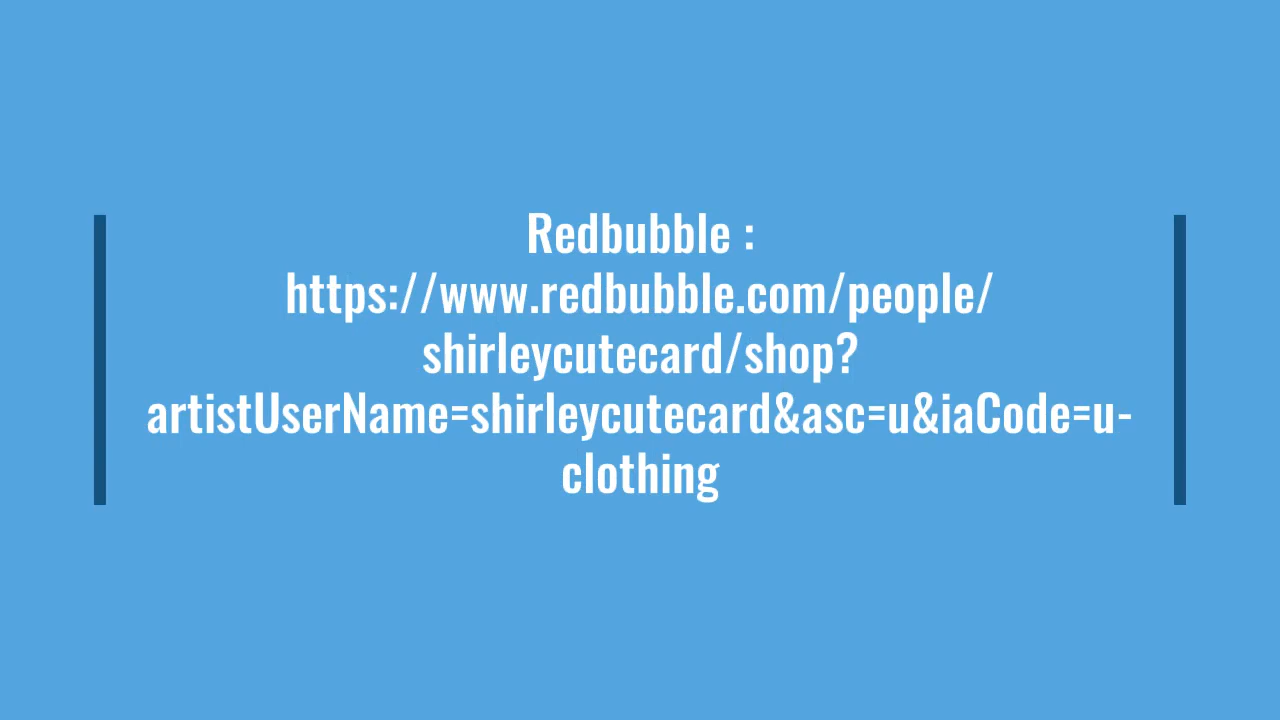 Redbubble :
https://www.redbubble.com/people/
shirleycutecard/shop?
artistUserName=shirleycutecard&asc=u&iaCode=u-
clothing